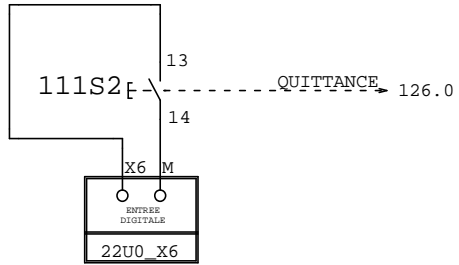 13
111S2
QUITTANCE
126.0
14
X6 M
ENTREE
DIGITALE
22U0_X6